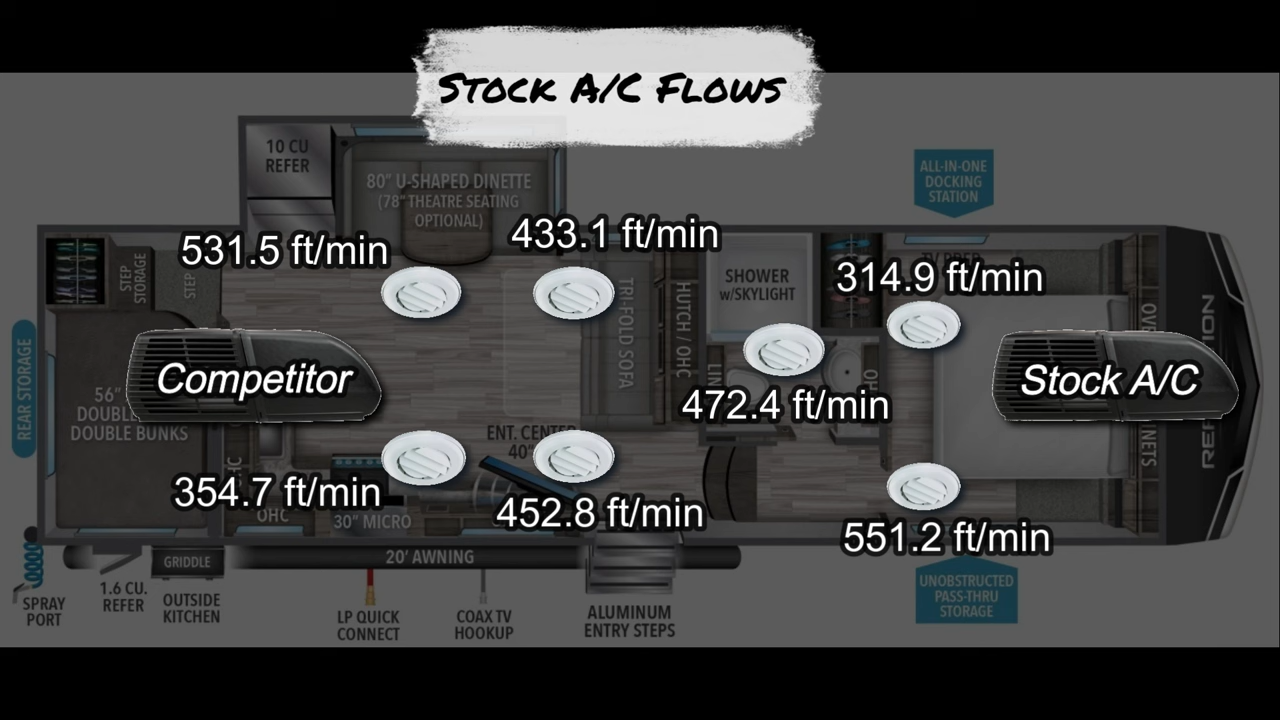 STOCK A/C FLOWS
10 CU
REFER
80" U-SHAPED DINETTE
(78" THEATRE SEATING
OPTIONAL)
ALL-IN-ONE
DOCKING
STATION
531.5 ft/min
433.1 ft/min
314.9 ft/min
STEP
STORAGE
STEP
SHOWER
w/SKYLIGHT
TRI-FOLD SOFA
HUTCH / OHC
REAR STORAGE
Competitor
Stock A/C
472.4 ft/min
56"
DOUBLE
DOUBLE BUNKS
ENT. CENTER
40"
354.7 ft/min
452.8 ft/min
551.2 ft/min
OHC
30" MICRO
20' AWNING
GRIDDLE
SPRAY
PORT
1.6 CU.
REFER
OUTSIDE
KITCHEN
LP QUICK
CONNECT
COAX TV
HOOKUP
ALUMINUM
ENTRY STEPS
UNOBSTRUCTED
PASS-THRU
STORAGE